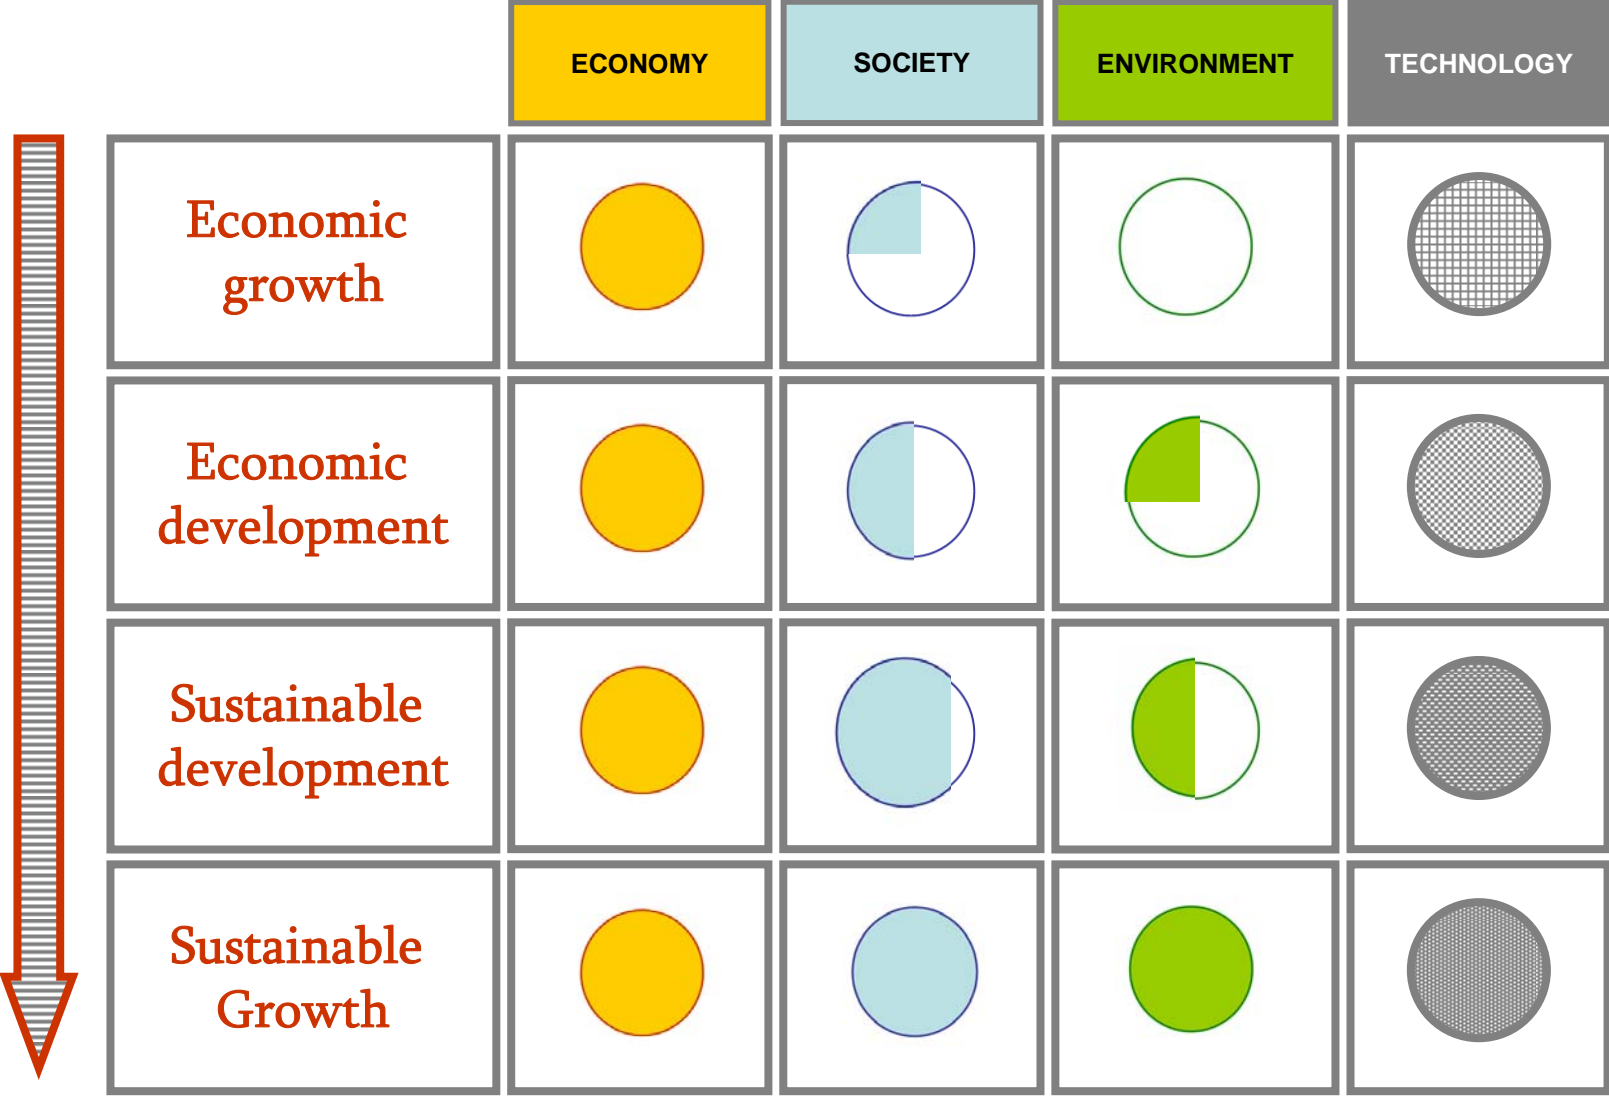 ECONOMY
SOCIETY
ENVIRONMENT
TECHNOLOGY
Economic
growth
Economic
development
Sustainable
development
Sustainable
Growth